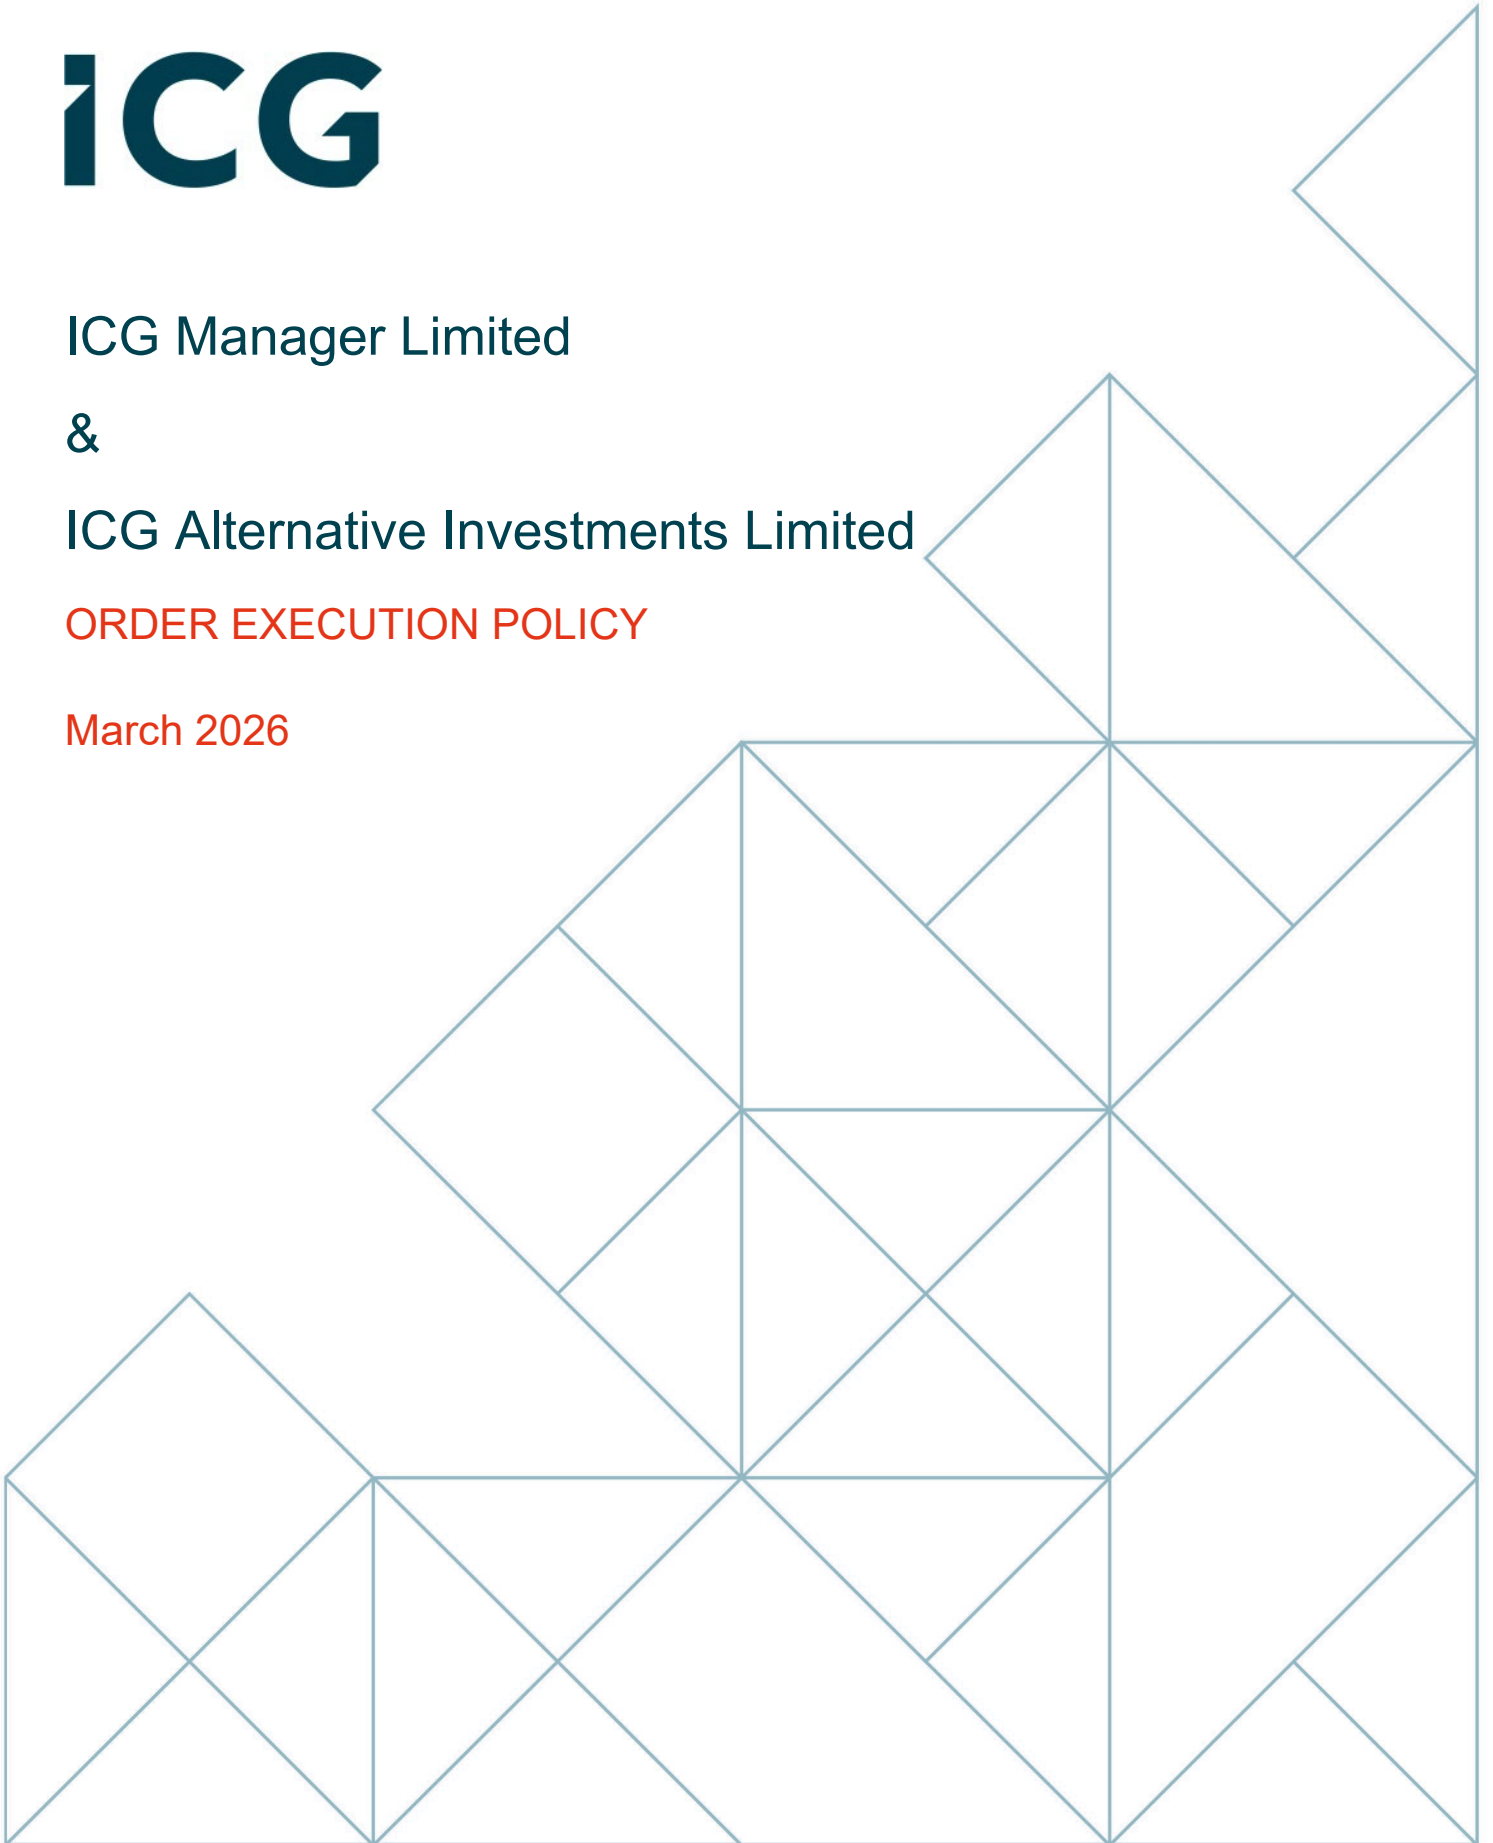 ICG
ICG Manager Limited
&
ICG Alternative Investments Limited
ORDER EXECUTION POLICY
March 2026